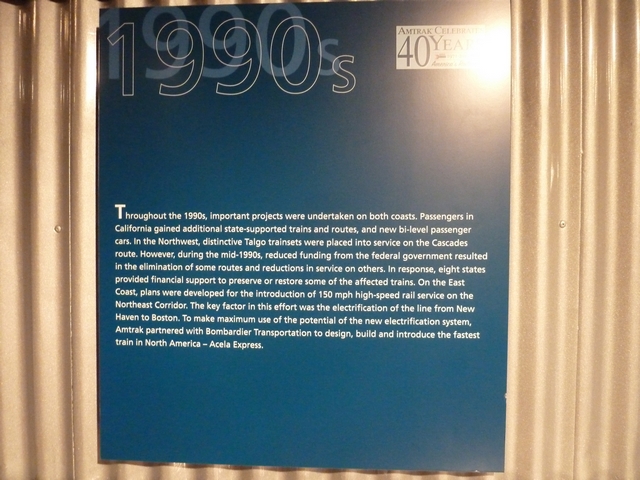 1990s
AMTRAK CELEBRATES
40 YEARS
Throughout the 1990s, important projects were undertaken on both coasts. Passengers in
California gained additional state-supported trains and routes, and new bi-level passenger
cars. In the Northwest, distinctive Talgo trainsets were placed into service on the Cascades
route. However, during the mid-1990s, reduced funding from the federal government resulted
in the elimination of some routes and reductions in service on others. In response, eight states
provided financial support to preserve or restore some of the affected trains. On the East
Coast, plans were developed for the introduction of 150 mph high-speed rail service on the
Northeast Corridor. The key factor in this effort was the electrification of the line from New
Haven to Boston. To make maximum use of the potential of the new electrification system,
Amtrak partnered with Bombardier Transportation to design, build and introduce the fastest
train in North America – Acela Express.